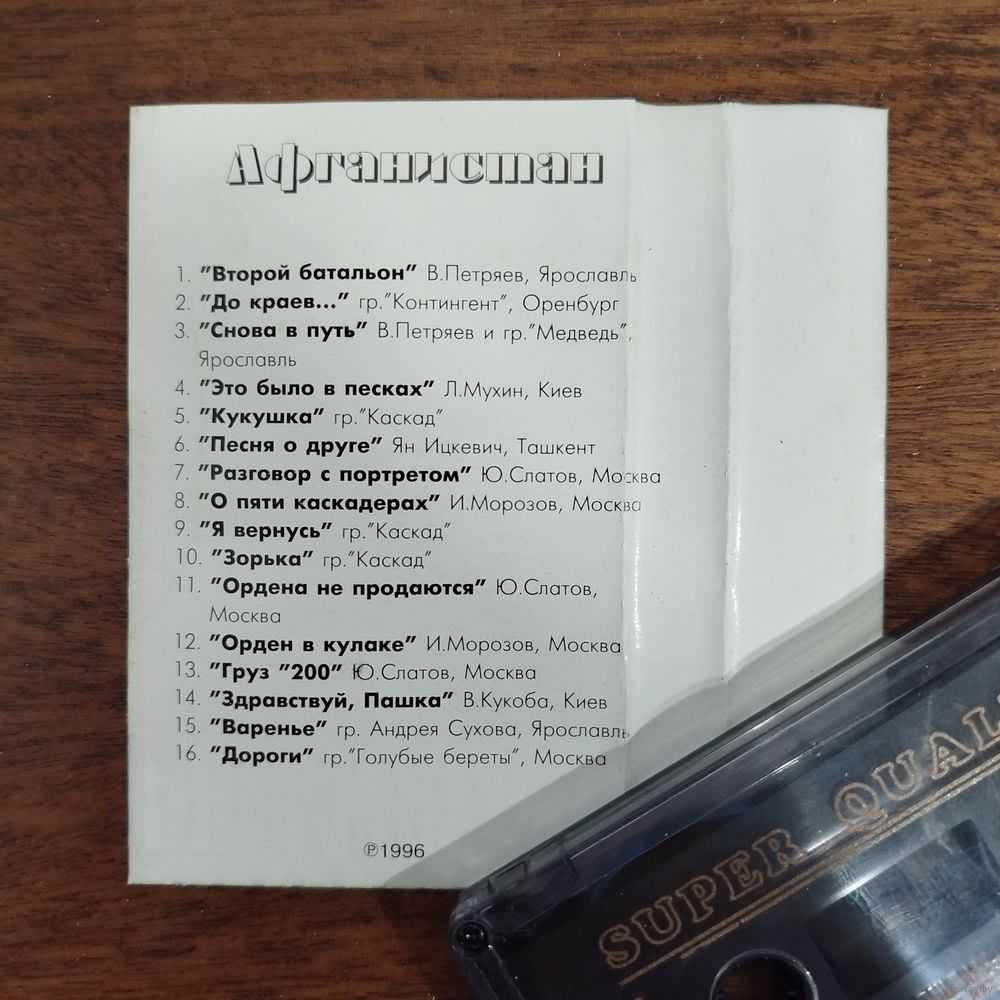 Афганистан
1. "Второй батальон" В.Петряев, Ярославль
2. "До краев..." гр."Контингент", Оренбург
3. "Снова в путь" В.Петряев и гр."Медведь",
Ярославль
4. "Это было в песках" Л.Мухин, Киев
5. "Кукушка" гр."Каскад"
6. "Песня о друге" Ян Ицкевич, Ташкент
7. "Разговор с портретом" Ю.Слатов, Москва
8. "О пяти каскадерах" И.Морозов, Москва
9. "Я вернусь" гр."Каскад"
10. "Зорька" гр."Каскад"
11. "Ордена не продаются" Ю.Слатов,
Москва
12. "Орден в кулаке" И.Морозов, Москва
13. "Груз "200" Ю.Слатов, Москва
14. "Здравствуй, Пашка" В.Кукоба, Киев
15. "Варенье" гр. Андрея Сухова, Ярославль
16. "Дороги" гр."Голубые береты", Москва
℗1996
SUPER QUAL